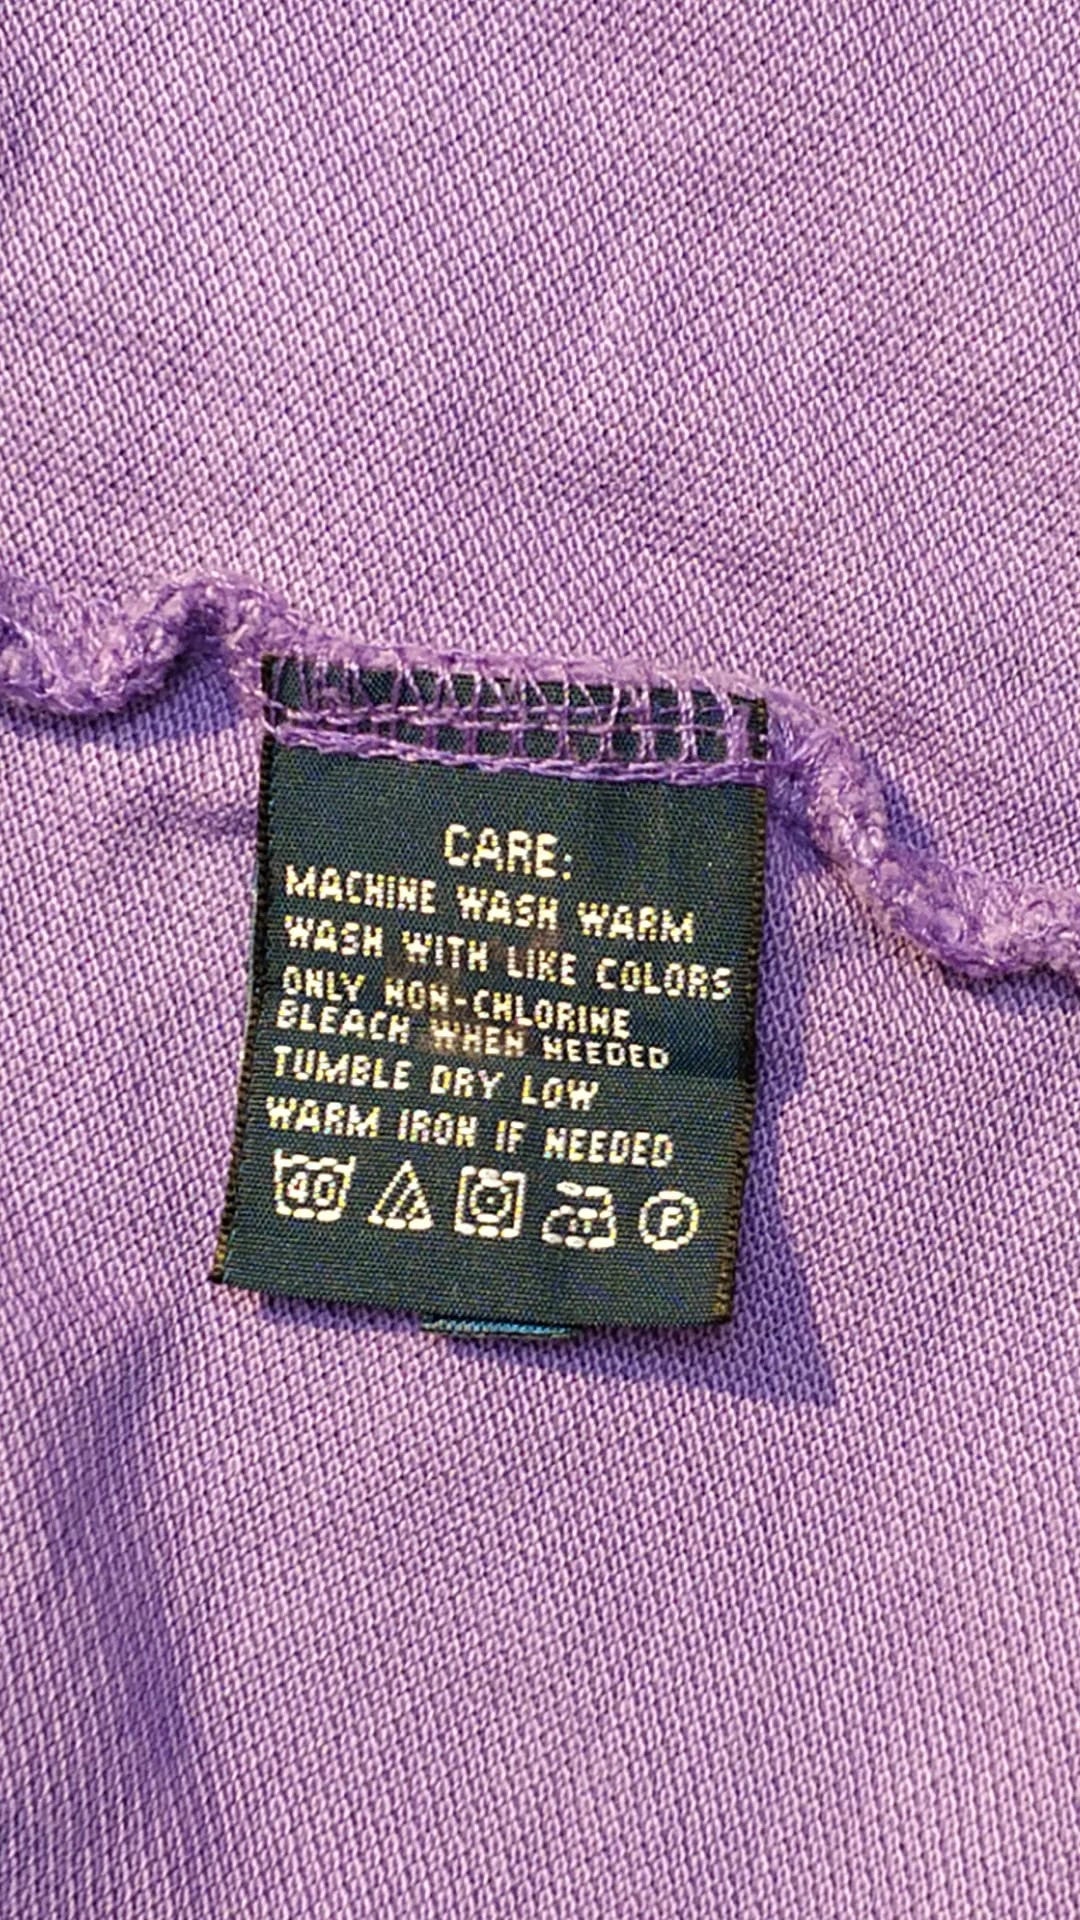 CARE:
MACHINE WASH WARM
WASH WITH LIKE COLORS
ONLY NON-CHLORINE
BLEACH WHEN NEEDED
TUMBLE DRY LOW
WARM IRON IF NEEDED
40 P